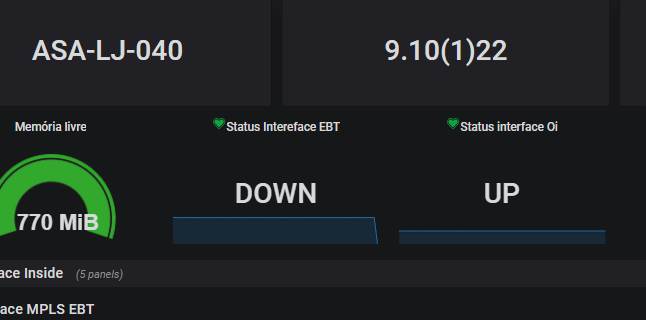 ASA-LJ-040
9.10(1)22
Memória livre
Status Intereface EBT
Status interface Oi
770 MiB
DOWN
UP
ace Inside (5 panels)
ace MPLS EBT